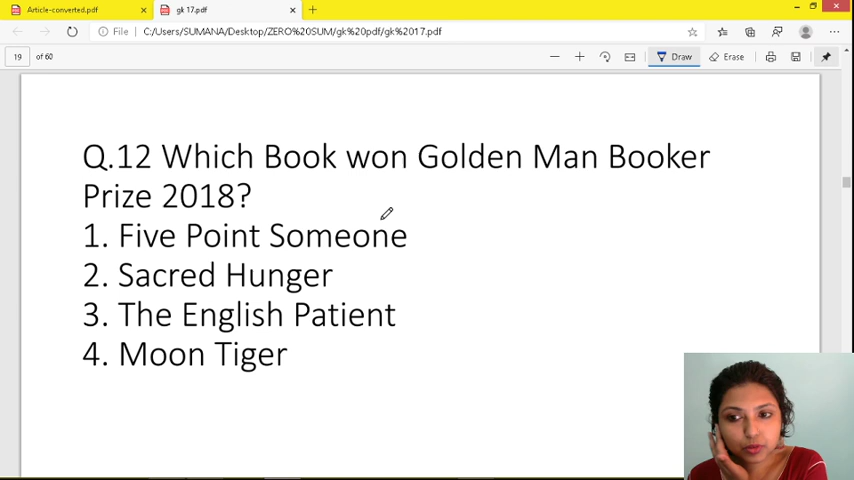 Article-converted.pdf
gk 17.pdf
File
C:/Users/SUMANA/Desktop/ZERO%20SUM/gk%20pdf/gk%2017.pdf
19 of 60
Draw
Erase
Q.12 Which Book won Golden Man Booker
Prize 2018?
1. Five Point Someone
2. Sacred Hunger
3. The English Patient
4. Moon Tiger